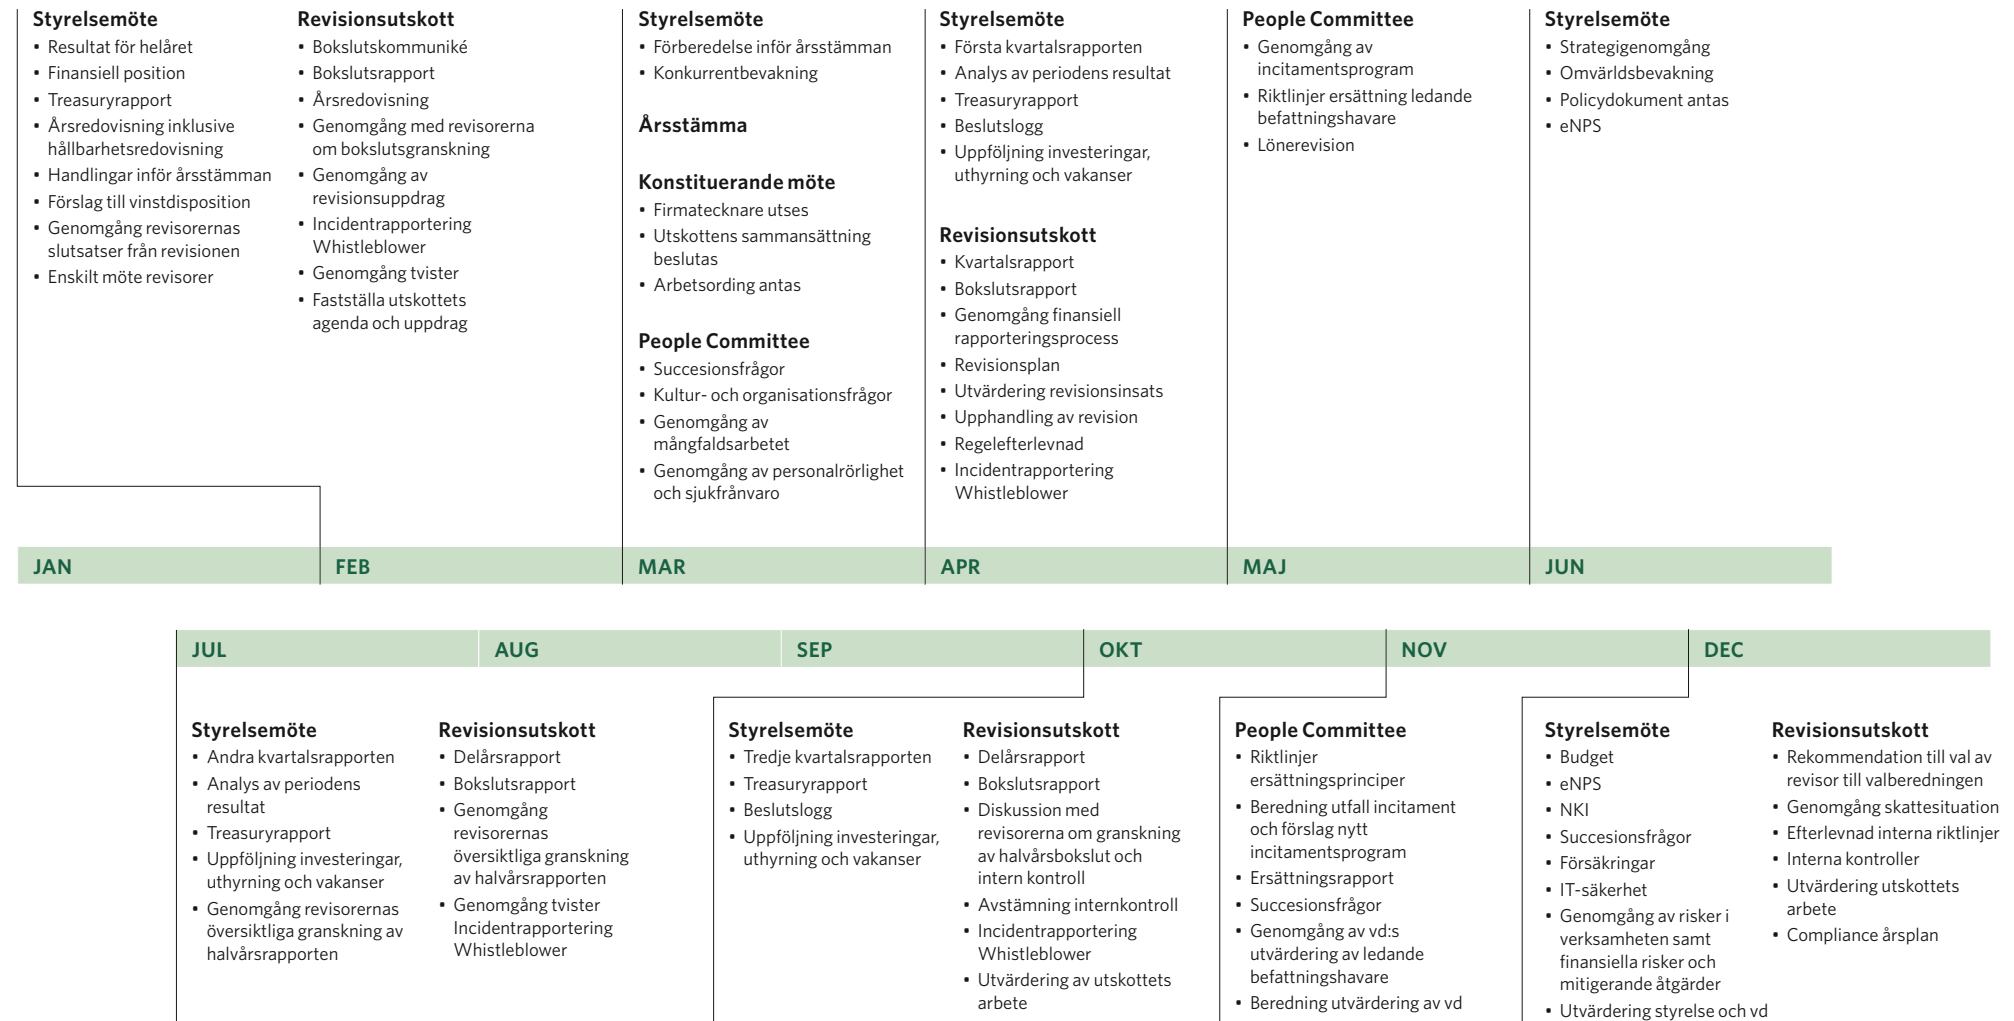 Styrelsemöte
• Resultat för helåret
• Finansiell position
• Treasuryrapport
• Årsredovisning inklusive
hållbarhetsredovisning
• Handlingar inför årsstämman
• Förslag till vinstdisposition
• Genomgång revisorernas
slutsatser från revisionen
• Enskilt möte revisorer
Revisionsutskott
• Bokslutskommuniké
• Bokslutsrapport
• Årsredovisning
• Genomgång med revisorerna
om bokslutsgranskning
• Genomgång av
revisionsuppdrag
• Incidentrapportering
Whistleblower
• Genomgång tvister
• Fastställa utskottets
agenda och uppdrag
Styrelsemöte
• Förberedelse inför årsstämman
• Konkurrentbevakning
Årsstämma
Konstituerande möte
• Firmatecknare utses
• Utskottens sammansättning
beslutas
• Arbetsording antas
People Committee
• Succesionsfrågor
• Kultur- och organisationsfrågor
• Genomgång av
mångfaldsarbetet
• Genomgång av personalrörlighet
och sjukfrånvaro
Styrelsemöte
• Första kvartalsrapporten
• Analys av periodens resultat
• Treasuryrapport
• Beslutslogg
• Uppföljning investeringar,
uthyrning och vakanser
Revisionsutskott
• Kvartalsrapport
• Bokslutsrapport
• Genomgång finansiell
rapporteringsprocess
• Revisionsplan
• Utvärdering revisionsinsats
• Upphandling av revision
• Regelefterlevnad
• Incidentrapportering
Whistleblower
People Committee
• Genomgång av
incitamentsprogram
• Riktlinjer ersättning ledande
befattningshavare
• Lönerevision
Styrelsemöte
• Strategigenomgång
• Omvärldsbevakning
• Policydokument antas
• eNPS
JAN
FEB
MAR
APR
MAJ
JUN
JUL
AUG
SEP
OKT
NOV
DEC
Styrelsemöte
• Andra kvartalsrapporten
• Analys av periodens
resultat
• Treasuryrapport
• Uppföljning investeringar,
uthyrning och vakanser
• Genomgång revisorernas
översiktliga granskning av
halvårsrapporten
Revisionsutskott
• Delårsrapport
• Bokslutsrapport
• Genomgång
revisorernas
översiktliga granskning
av halvårsrapporten
• Genomgång tvister
Incidentrapportering
Whistleblower
Styrelsemöte
• Tredje kvartalsrapporten
• Treasuryrapport
• Beslutslogg
• Uppföljning investeringar,
uthyrning och vakanser
Revisionsutskott
• Delårsrapport
• Bokslutsrapport
• Diskussion med
revisorerna om granskning
av halvårsbokslut och
intern kontroll
• Avstämning internkontroll
• Incidentrapportering
Whistleblower
• Utvärdering av utskottets
arbete
People Committee
• Riktlinjer
ersättningsprinciper
• Beredning utfall incitament
och förslag nytt
incitamentsprogram
• Ersättningsrapport
• Succesionsfrågor
• Genomgång av vd:s
utvärdering av ledande
befattningshavare
• Beredning utvärdering av vd
Styrelsemöte
• Budget
• eNPS
• NKI
• Succesionsfrågor
• Försäkringar
• IT-säkerhet
• Genomgång av risker i
verksamheten samt
finansiella risker och
mitigerande åtgärder
• Utvärdering styrelse och vd
Revisionsutskott
• Rekommendation till val av
revisor till valberedningen
• Genomgång skattesituation
• Efterlevnad interna riktlinjer
• Interna kontroller
• Utvärdering utskottets
arbete
• Compliance årsplan